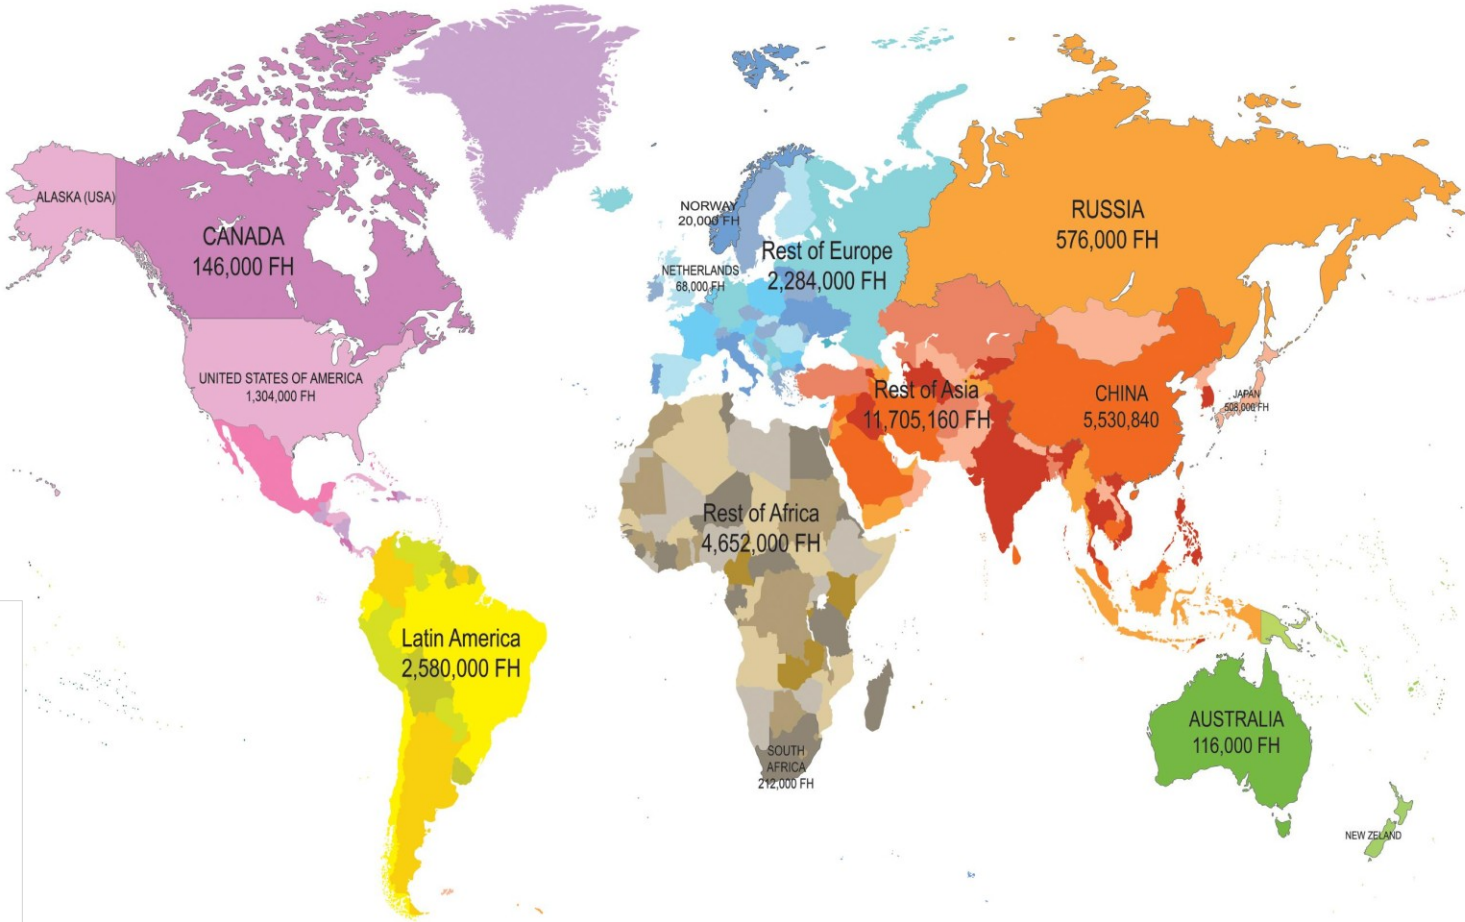 ALASKA (USA)
CANADA
146,000 FH
UNITED STATES OF AMERICA
1,304,000 FH
Latin America
2,580,000 FH
NORWAY
20,000 FH
NETHERLANDS
68,000 FH
Rest of Europe
2,284,000 FH
RUSSIA
576,000 FH
Rest of Asia
11,705,160 FH
CHINA
5,530,840
JAPAN
508,000 FH
Rest of Africa
4,652,000 FH
SOUTH
AFRICA
212,000 FH
AUSTRALIA
116,000 FH
NEW ZELAND